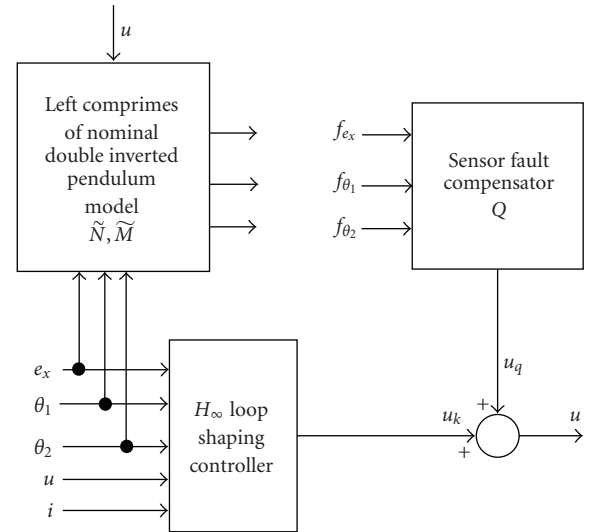 u
Left comprimes
of nominal
double inverted
pendulum
model
Ñ, M̃
f_{e_x}
f_{θ_1}
f_{θ_2}
Sensor fault
compensator
Q
e_x
θ_1
θ_2
u
i
H_∞ loop
shaping
controller
u_k
u_q
+
+
u